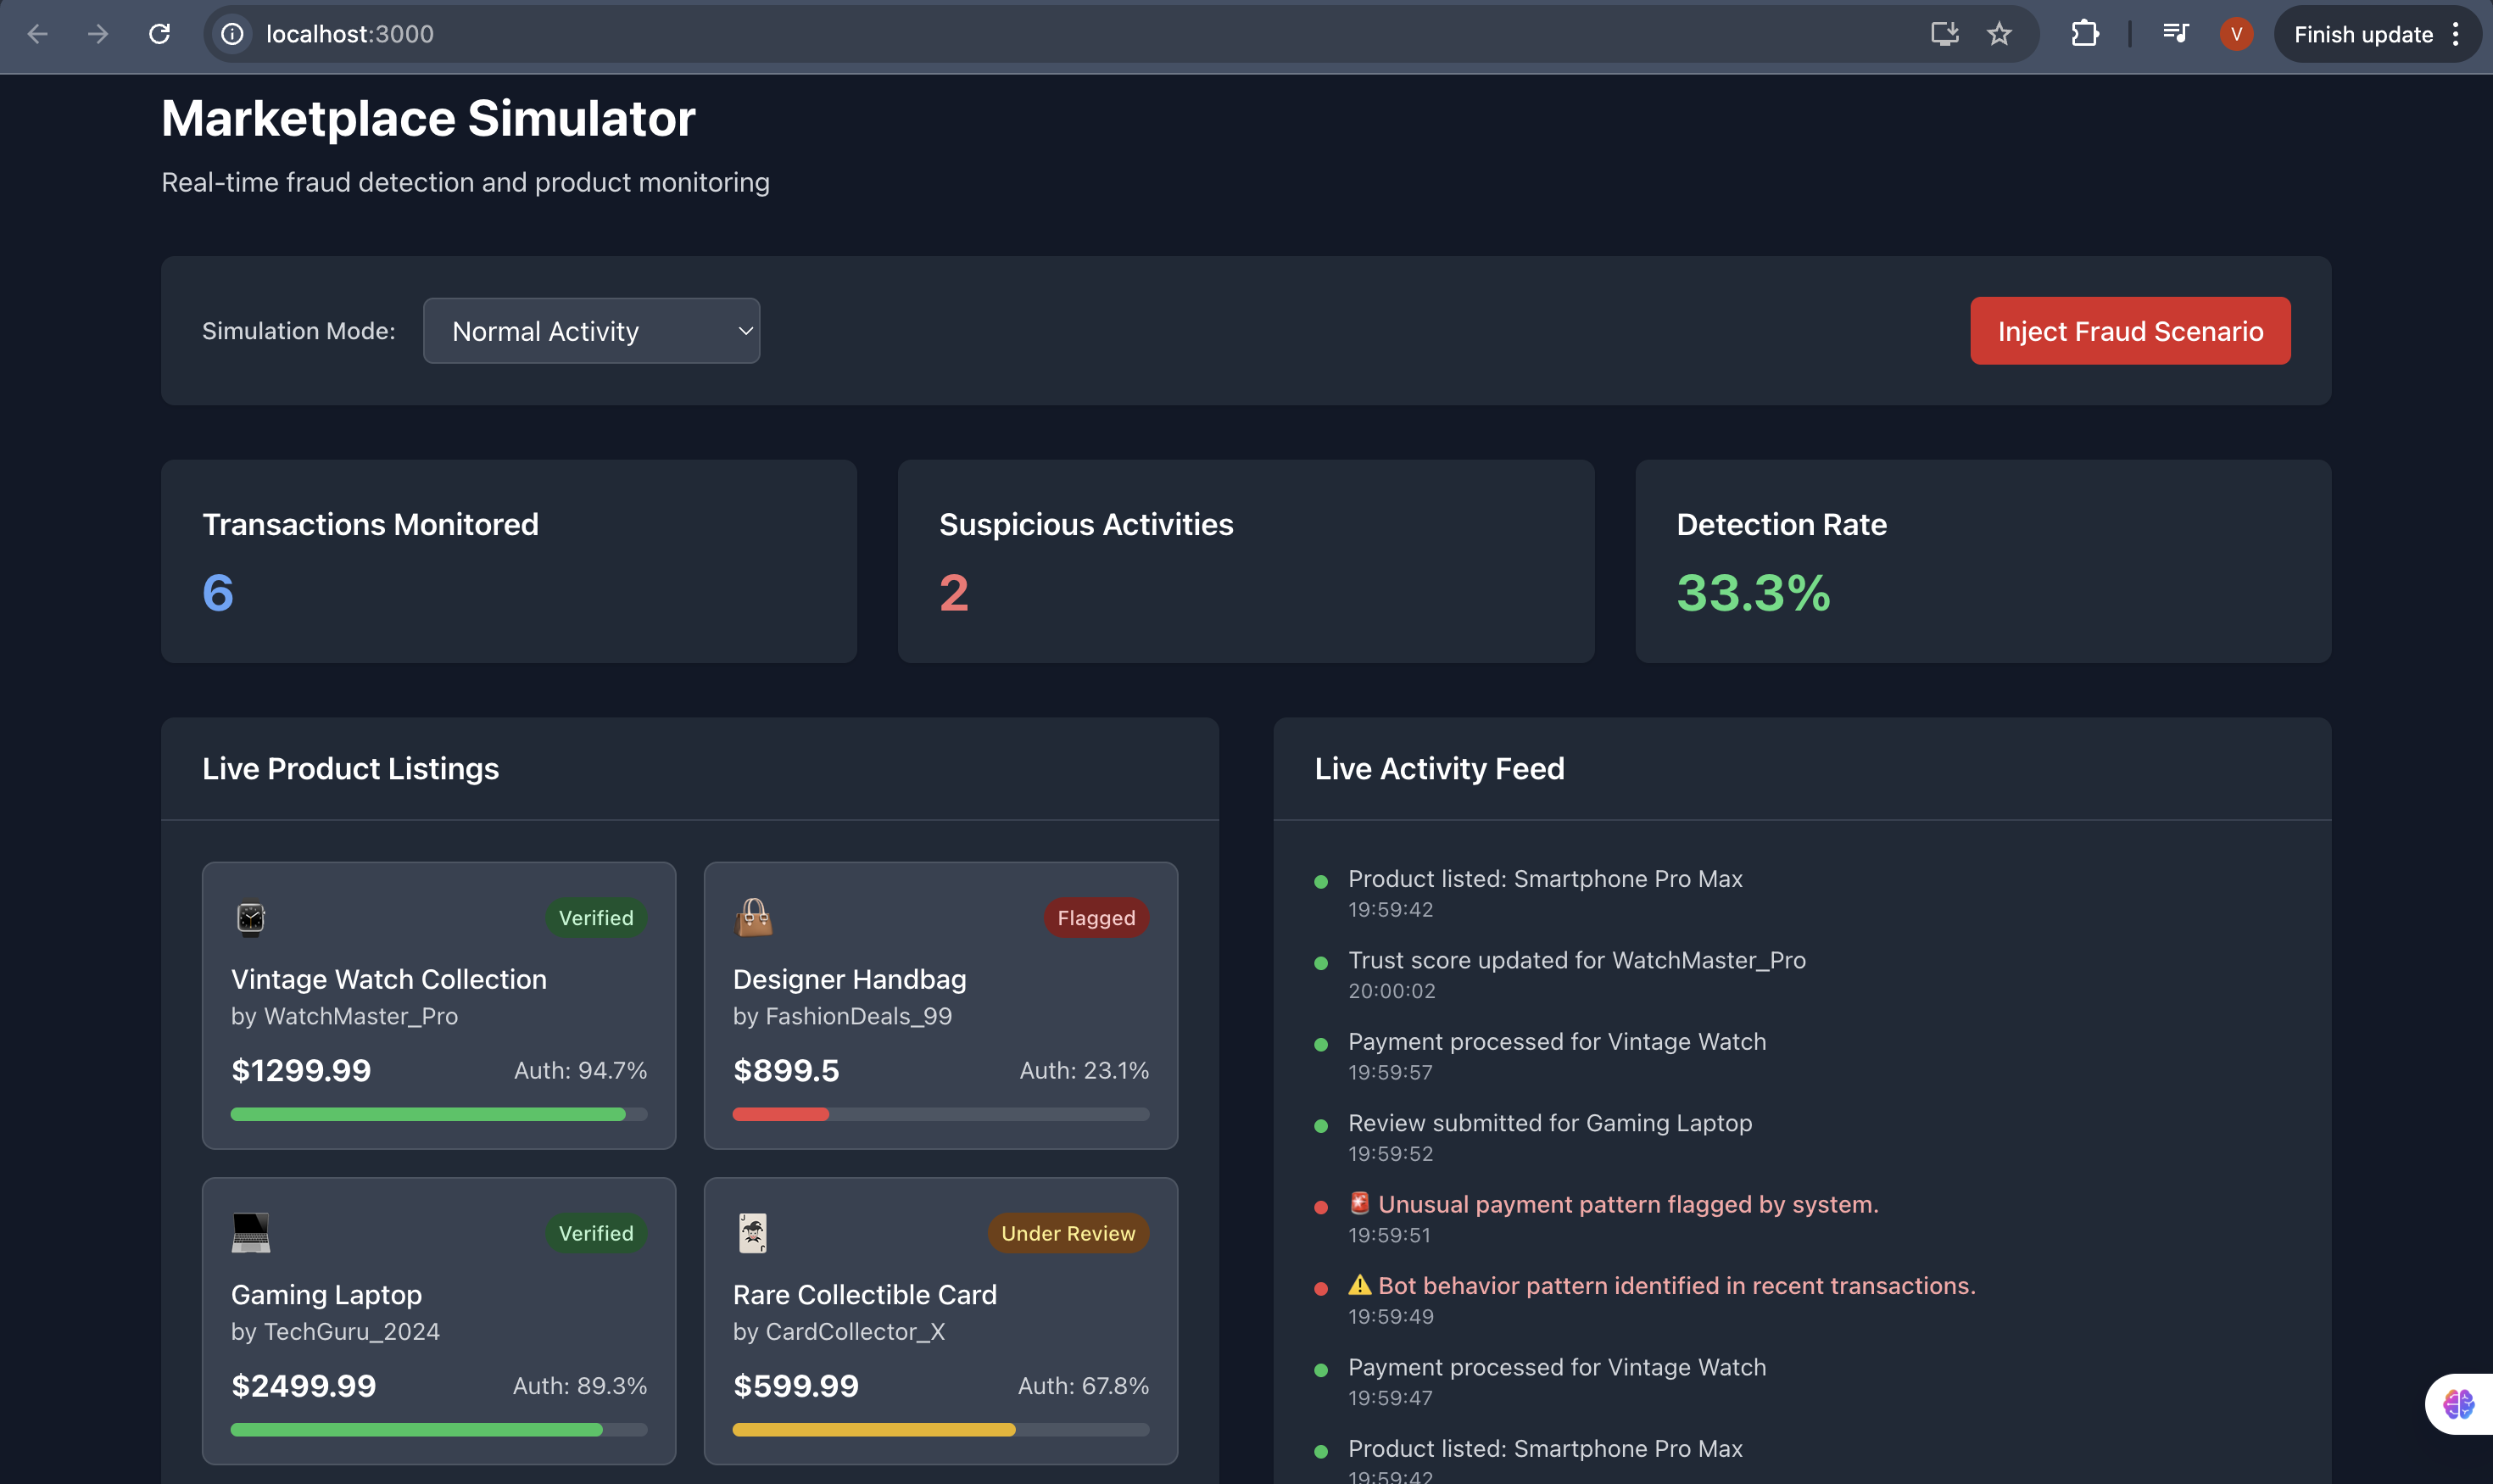 localhost:3000
V
Finish update
Marketplace Simulator
Real-time fraud detection and product monitoring
Simulation Mode:
Normal Activity
Inject Fraud Scenario
Transactions Monitored
6
Suspicious Activities
2
Detection Rate
33.3%
Live Product Listings
Verified
Vintage Watch Collection
by WatchMaster_Pro
$1299.99
Auth: 94.7%
Flagged
Designer Handbag
by FashionDeals_99
$899.5
Auth: 23.1%
Verified
Gaming Laptop
by TechGuru_2024
$2499.99
Auth: 89.3%
Under Review
Rare Collectible Card
by CardCollector_X
$599.99
Auth: 67.8%
Live Activity Feed
Product listed: Smartphone Pro Max
19:59:42
Trust score updated for WatchMaster_Pro
20:00:02
Payment processed for Vintage Watch
19:59:57
Review submitted for Gaming Laptop
19:59:52
🚨 Unusual payment pattern flagged by system.
19:59:51
⚠️ Bot behavior pattern identified in recent transactions.
19:59:49
Payment processed for Vintage Watch
19:59:47
Product listed: Smartphone Pro Max
19:59:42